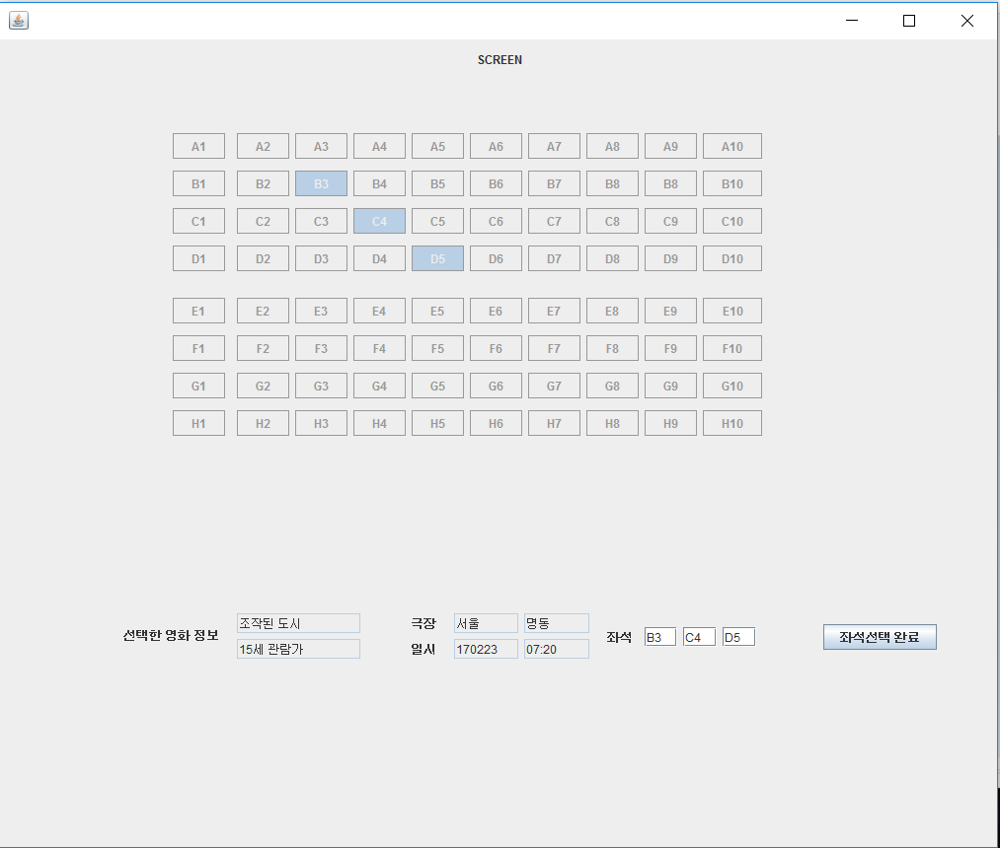 SCREEN
A1 A2 A3 A4 A5 A6 A7 A8 A9 A10
B1 B2 B3 B4 B5 B6 B7 B8 B8 B10
C1 C2 C3 C4 C5 C6 C7 C8 C9 C10
D1 D2 D3 D4 D5 D6 D7 D8 D9 D10
E1 E2 E3 E4 E5 E6 E7 E8 E9 E10
F1 F2 F3 F4 F5 F6 F7 F8 F9 F10
G1 G2 G3 G4 G5 G6 G7 G8 G9 G10
H1 H2 H3 H4 H5 H6 H7 H8 H9 H10
선택한 영화 정보
조작된 도시
15세 관람가
극장 서울 명동
일시 170223 07:20
좌석 B3 C4 D5
좌석선택 완료